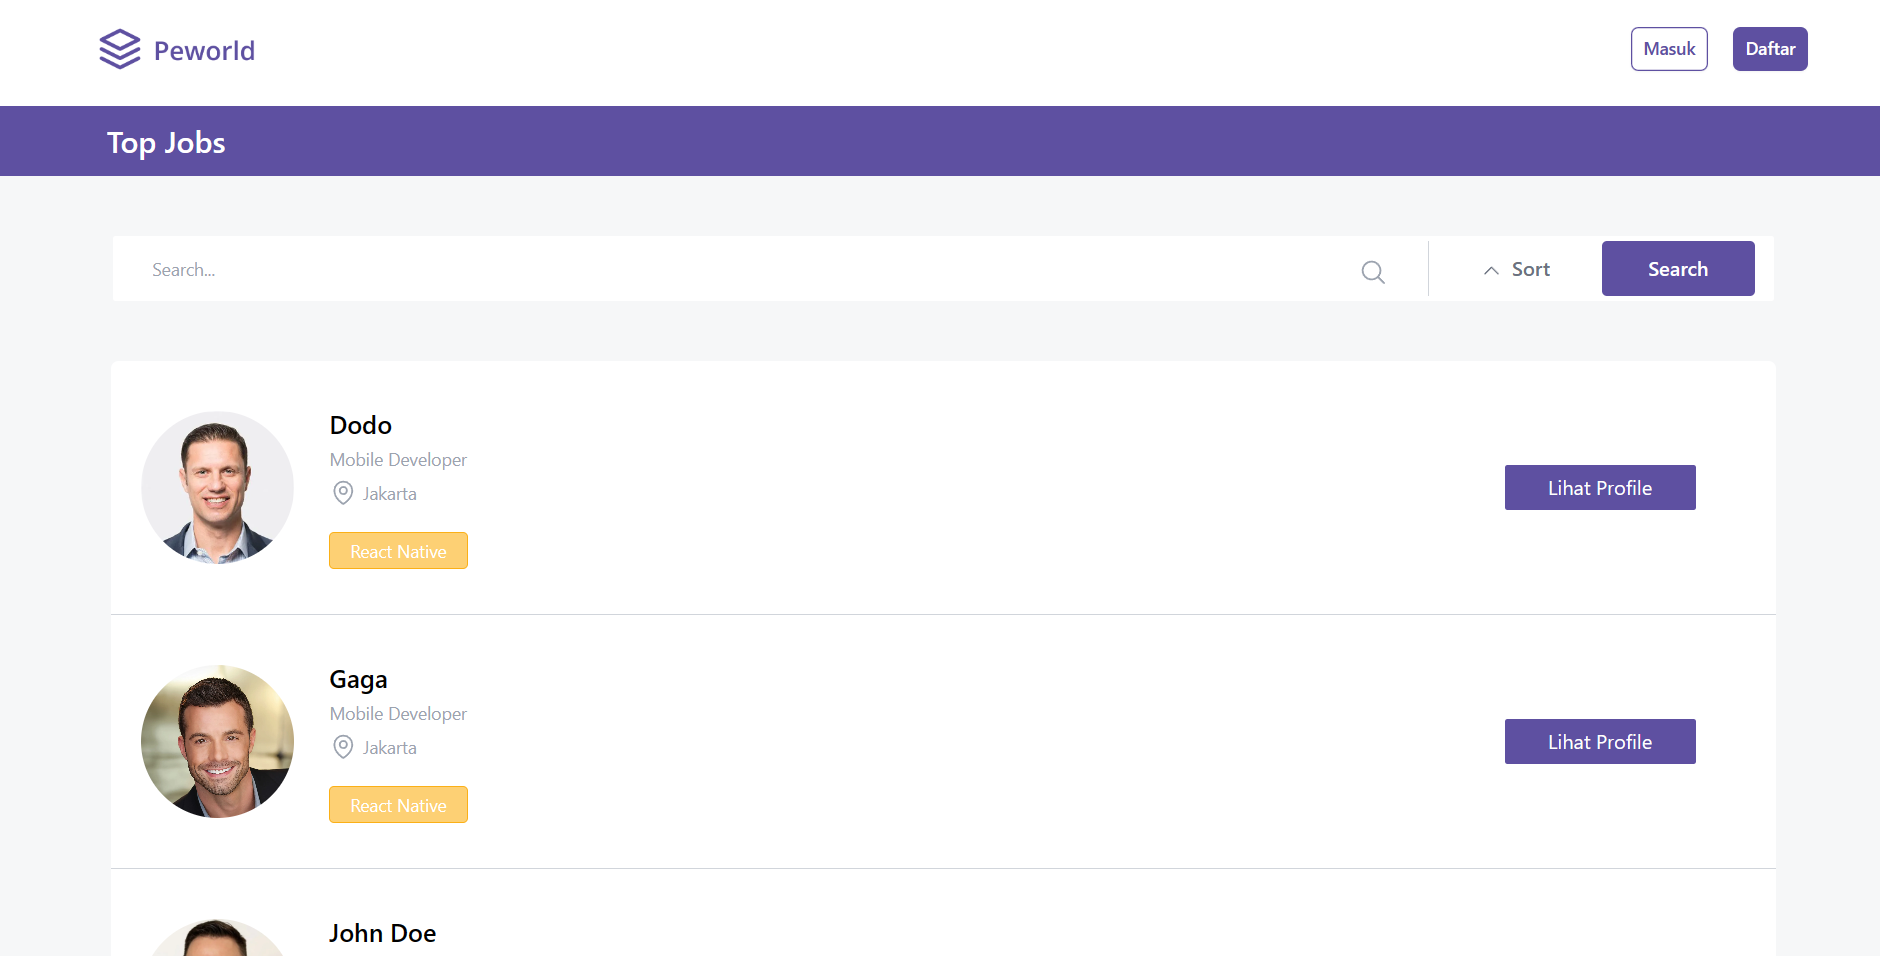 Peworld
Masuk
Daftar
Top Jobs
Search...
Sort
Search
Dodo
Mobile Developer
Jakarta
React Native
Lihat Profile
Gaga
Mobile Developer
Jakarta
React Native
Lihat Profile
John Doe